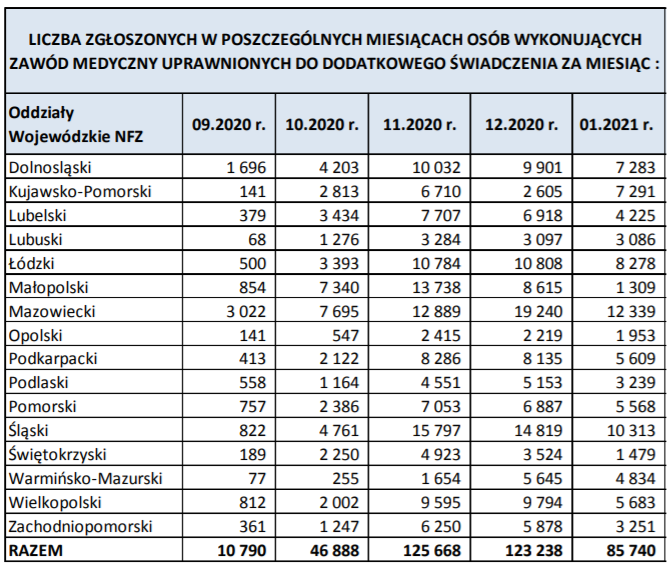 LICZBA ZGŁOSZONYCH W POSZCZEGÓLNYCH MIESIĄCACH OSÓB WYKONUJĄCYCH
ZAWÓD MEDYCZNY UPRAWNIONYCH DO DODATKOWEGO ŚWIADCZENIA ZA MIESIĄC :
Oddziały
Wojewódzkie NFZ 09.2020 r. 10.2020 r. 11.2020 r. 12.2020 r. 01.2021 r.
Dolnosląski 1 696 4 203 10 032 9 901 7 283
Kujawsko-Pomorski 141 2 813 6 710 2 605 7 291
Lubelski 379 3 434 7 707 6 918 4 225
Lubuski 68 1 276 3 284 3 097 3 086
Łódzki 500 3 393 10 784 10 808 8 278
Małopolski 854 7 340 13 738 8 615 1 309
Mazowiecki 3 022 7 695 12 889 19 240 12 339
Opolski 141 547 2 415 2 219 1 953
Podkarpacki 413 2 122 8 286 8 135 5 609
Podlaski 558 1 164 4 551 5 153 3 239
Pomorski 757 2 386 7 053 6 887 5 568
Śląski 822 4 761 15 797 14 819 10 313
Świętokrzyski 189 2 250 4 923 3 524 1 479
Warmińsko-Mazurski 77 255 1 654 5 645 4 834
Wielkopolski 812 2 002 9 595 9 794 5 683
Zachodniopomorski 361 1 247 6 250 5 878 3 251
RAZEM 10 790 46 888 125 668 123 238 85 740